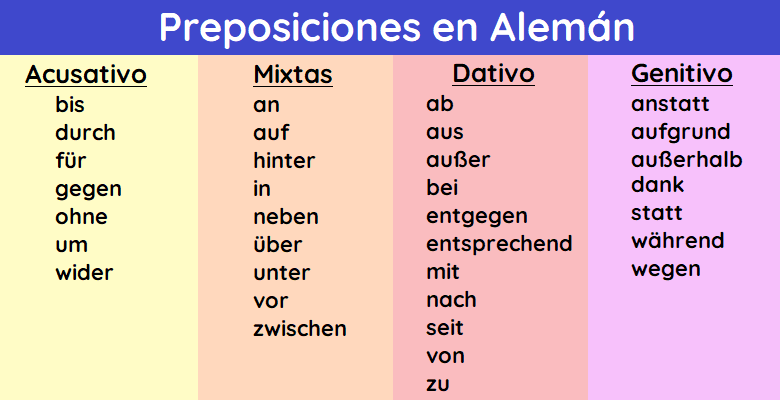 Preposiciones en Alemán
Acusativo
bis
durch
für
gegen
ohne
um
wider
Mixtas
an
auf
hinter
in
neben
über
unter
vor
zwischen
Dativo
ab
aus
außer
bei
entgegen
entsprechend
mit
nach
seit
von
zu
Genitivo
anstatt
aufgrund
außerhalb
dank
statt
während
wegen